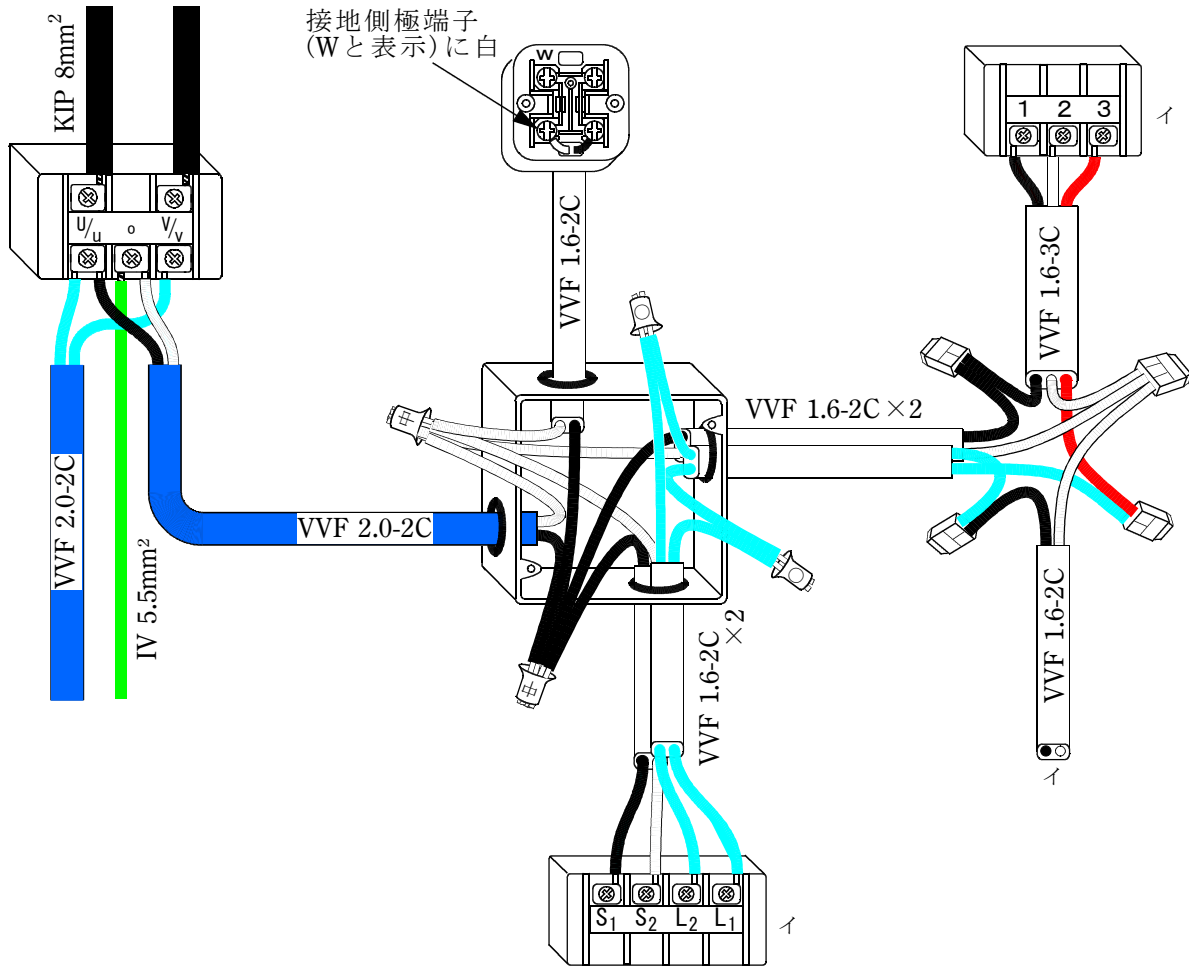 接地側極端子
(Wと表示)に白
KIP 8mm²
W
1 2 3
イ
U/u o V/v
VVF 1.6-2C
VVF 1.6-3C
VVF 1.6-2C×2
VVF 2.0-2C
VVF 2.0-2C
IV 5.5mm²
中
中
VVF 1.6-2C
×2
VVF 1.6-2C
イ
S₁ S₂ L₂ L₁
イ